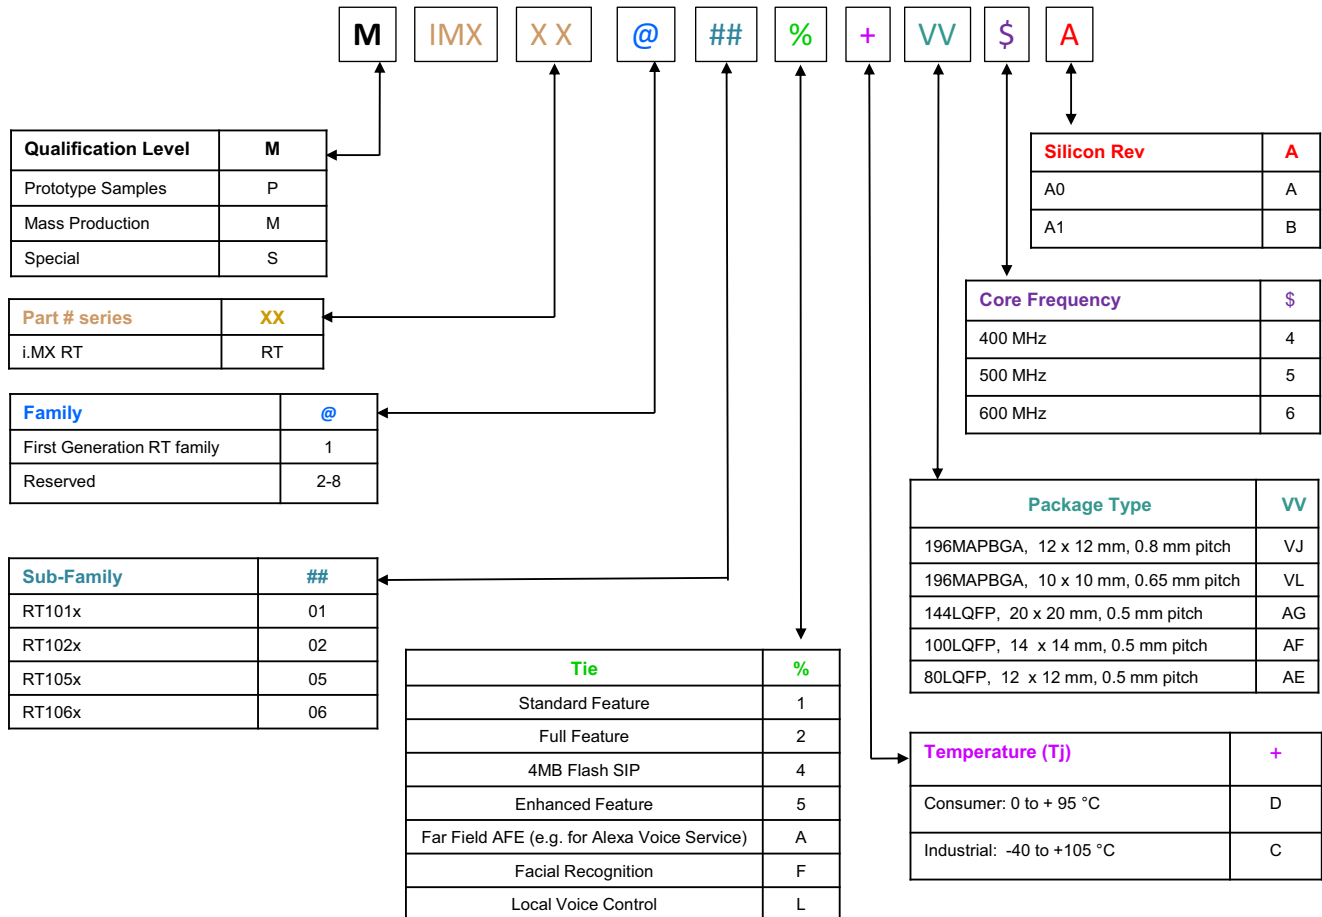 M IMX X X @ ## % + VV $ A
Qualification Level M
Prototype Samples P
Mass Production M
Special S
Part # series XX
i.MX RT RT
Family @
First Generation RT family 1
Reserved 2-8
Sub-Family ##
RT101x 01
RT102x 02
RT105x 05
RT106x 06
Tie %
Standard Feature 1
Full Feature 2
4MB Flash SIP 4
Enhanced Feature 5
Far Field AFE (e.g. for Alexa Voice Service) A
Facial Recognition F
Local Voice Control L
Silicon Rev A
A0 A
A1 B
Core Frequency $
400 MHz 4
500 MHz 5
600 MHz 6
Package Type VV
196MAPBGA, 12 x 12 mm, 0.8 mm pitch VJ
196MAPBGA, 10 x 10 mm, 0.65 mm pitch VL
144LQFP, 20 x 20 mm, 0.5 mm pitch AG
100LQFP, 14 x 14 mm, 0.5 mm pitch AF
80LQFP, 12 x 12 mm, 0.5 mm pitch AE
Temperature (Tj) +
Consumer: 0 to + 95 °C D
Industrial: -40 to +105 °C C